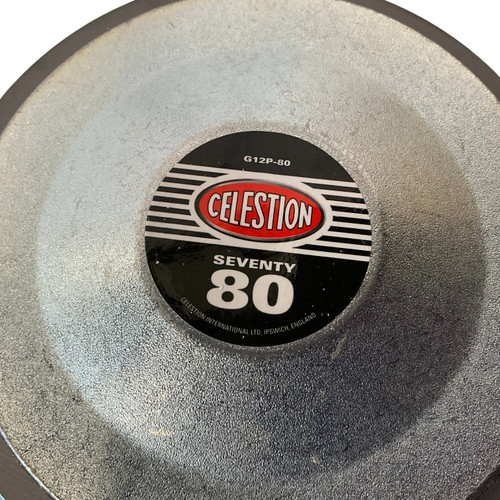 G12P-80
CELESTION
SEVENTY
80
CELESTION INTERNATIONAL LTD, IPSWICH, ENGLAND